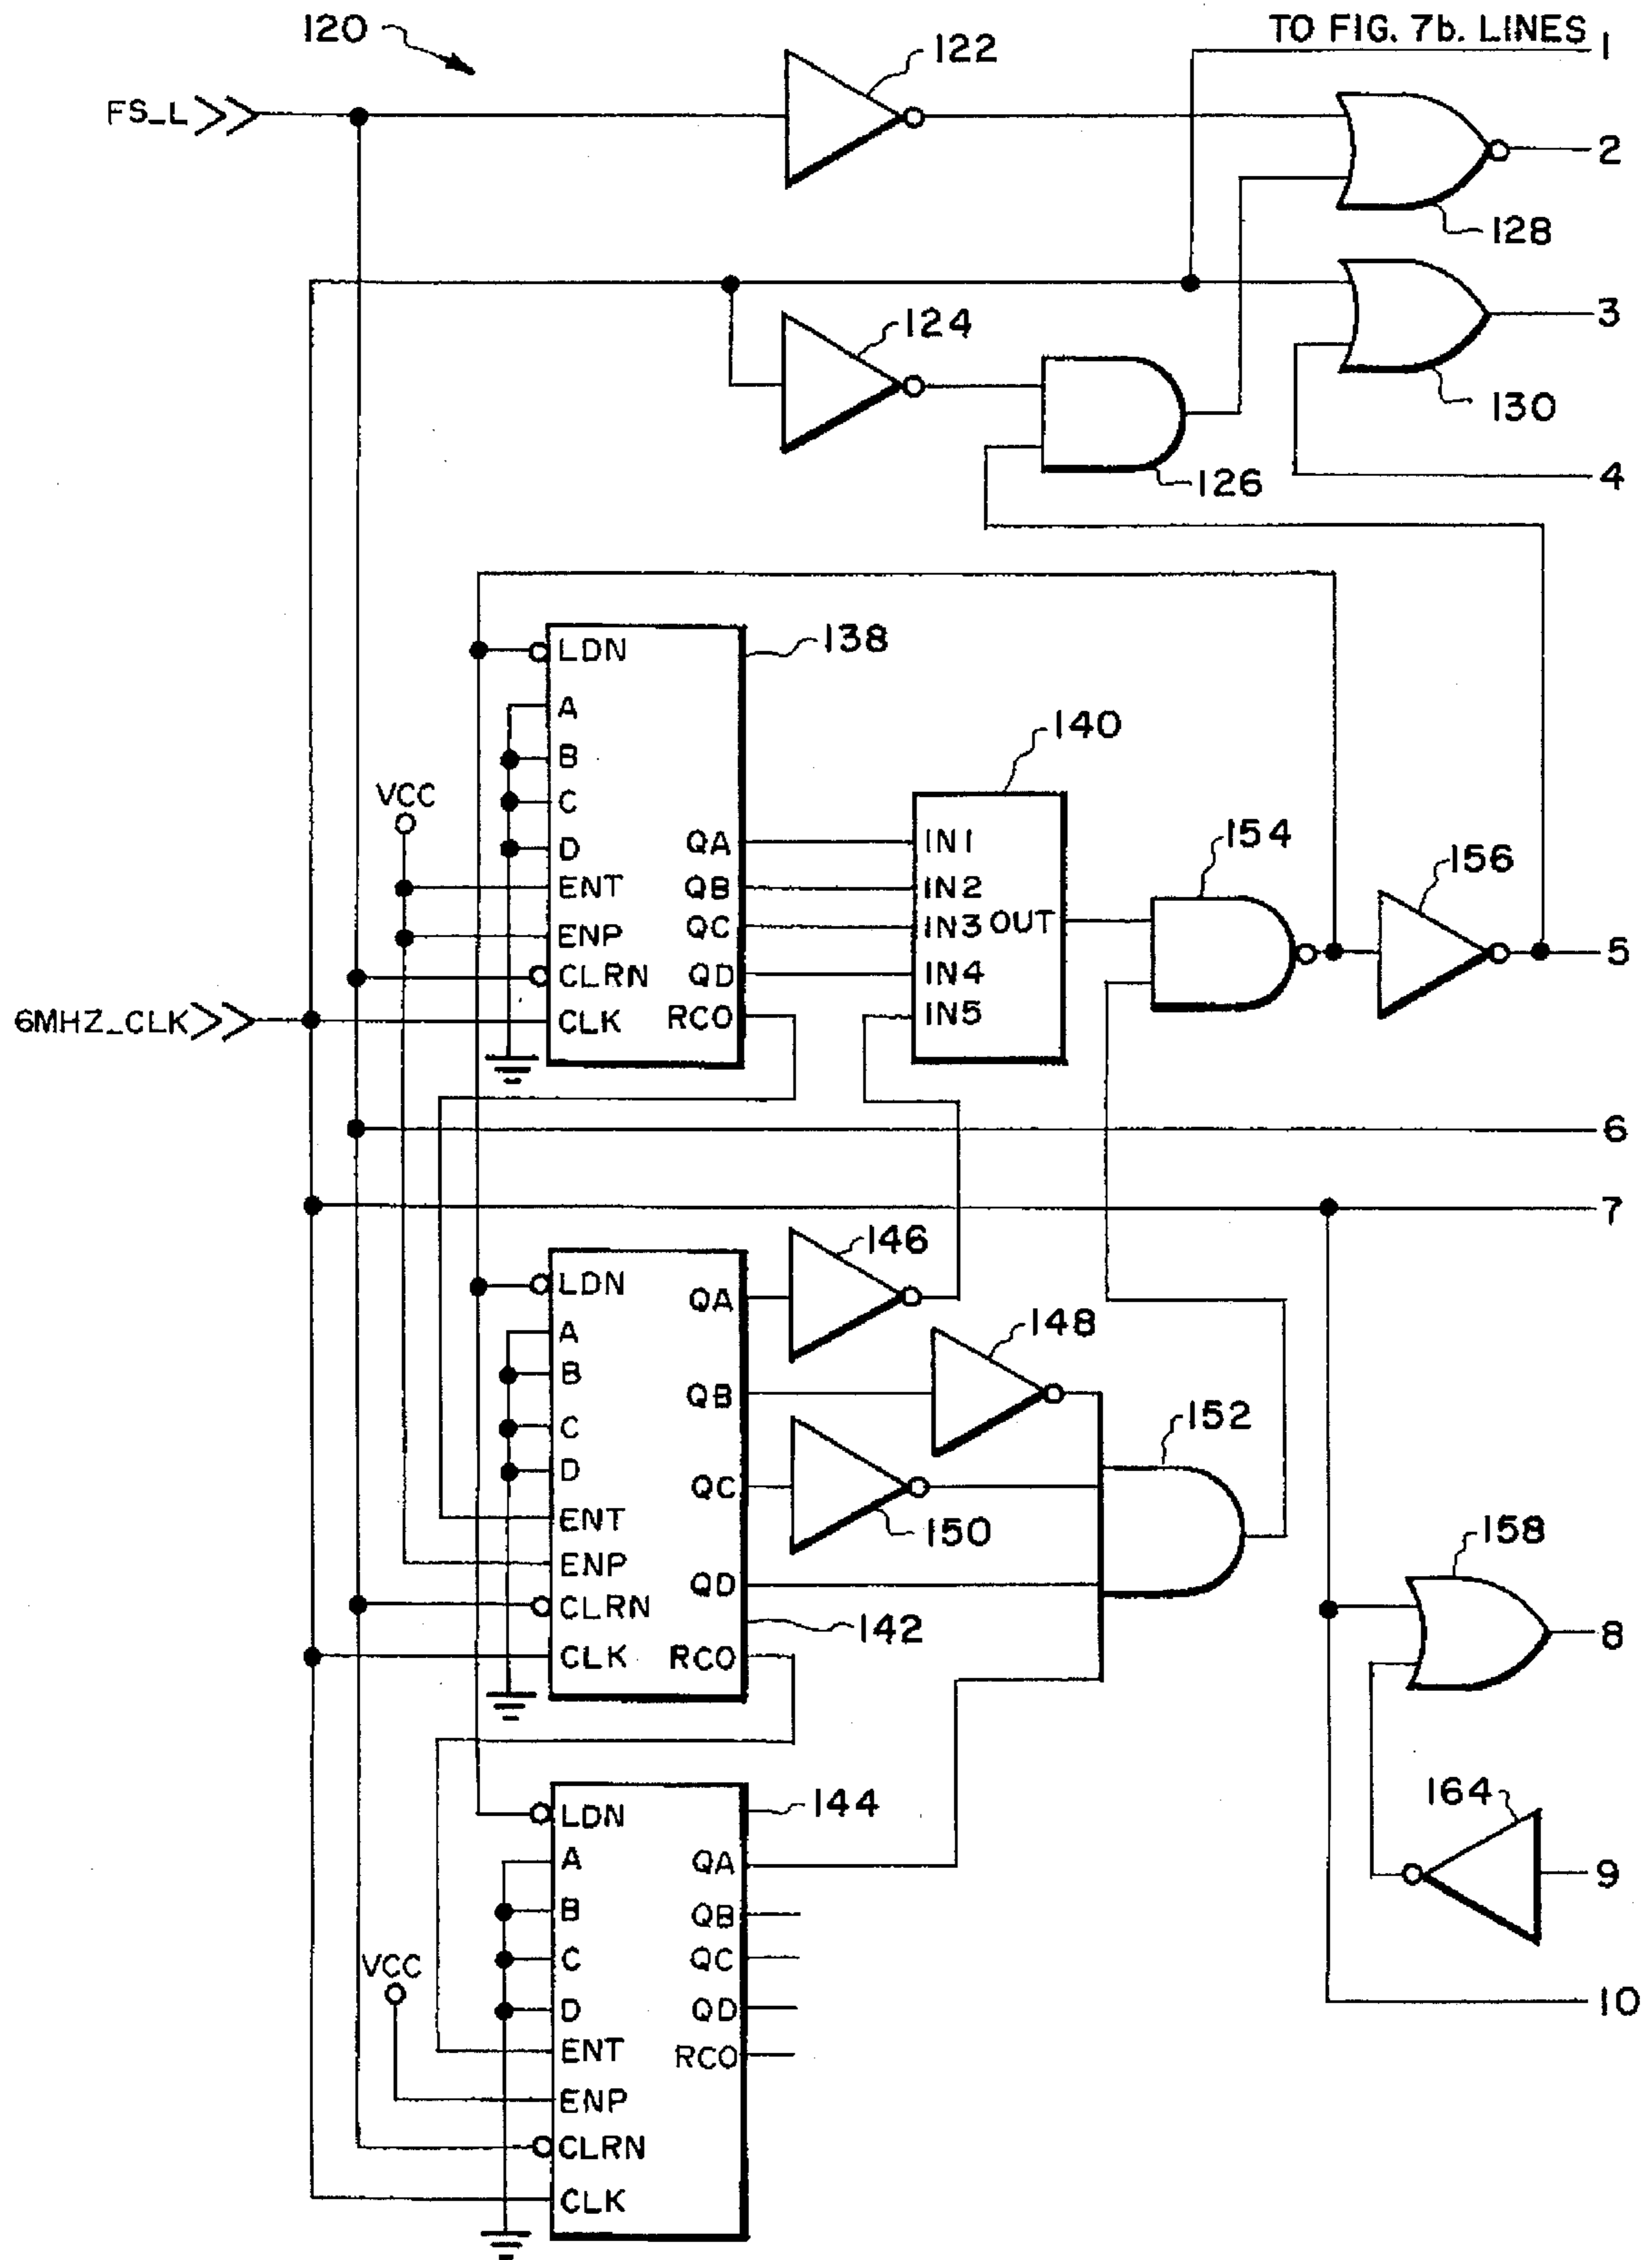 120
TO FIG. 7b. LINES
1
122
FS_L
2
128
124
3
130
126
4
138
LDN
A
B
C
D
ENT
ENP
CLRN
CLK
QA
QB
QC
QD
RCO
VCC
140
IN1
IN2
IN3 OUT
IN4
IN5
154
156
5
6MHZ_CLK
6
7
146
LDN
A
B
C
D
ENT
ENP
CLRN
CLK
QA
QB
QC
QD
142
RCO
148
150
152
158
8
144
LDN
A
B
C
D
ENT
ENP
CLRN
CLK
QA
QB
QC
QD
RCO
VCC
164
9
10